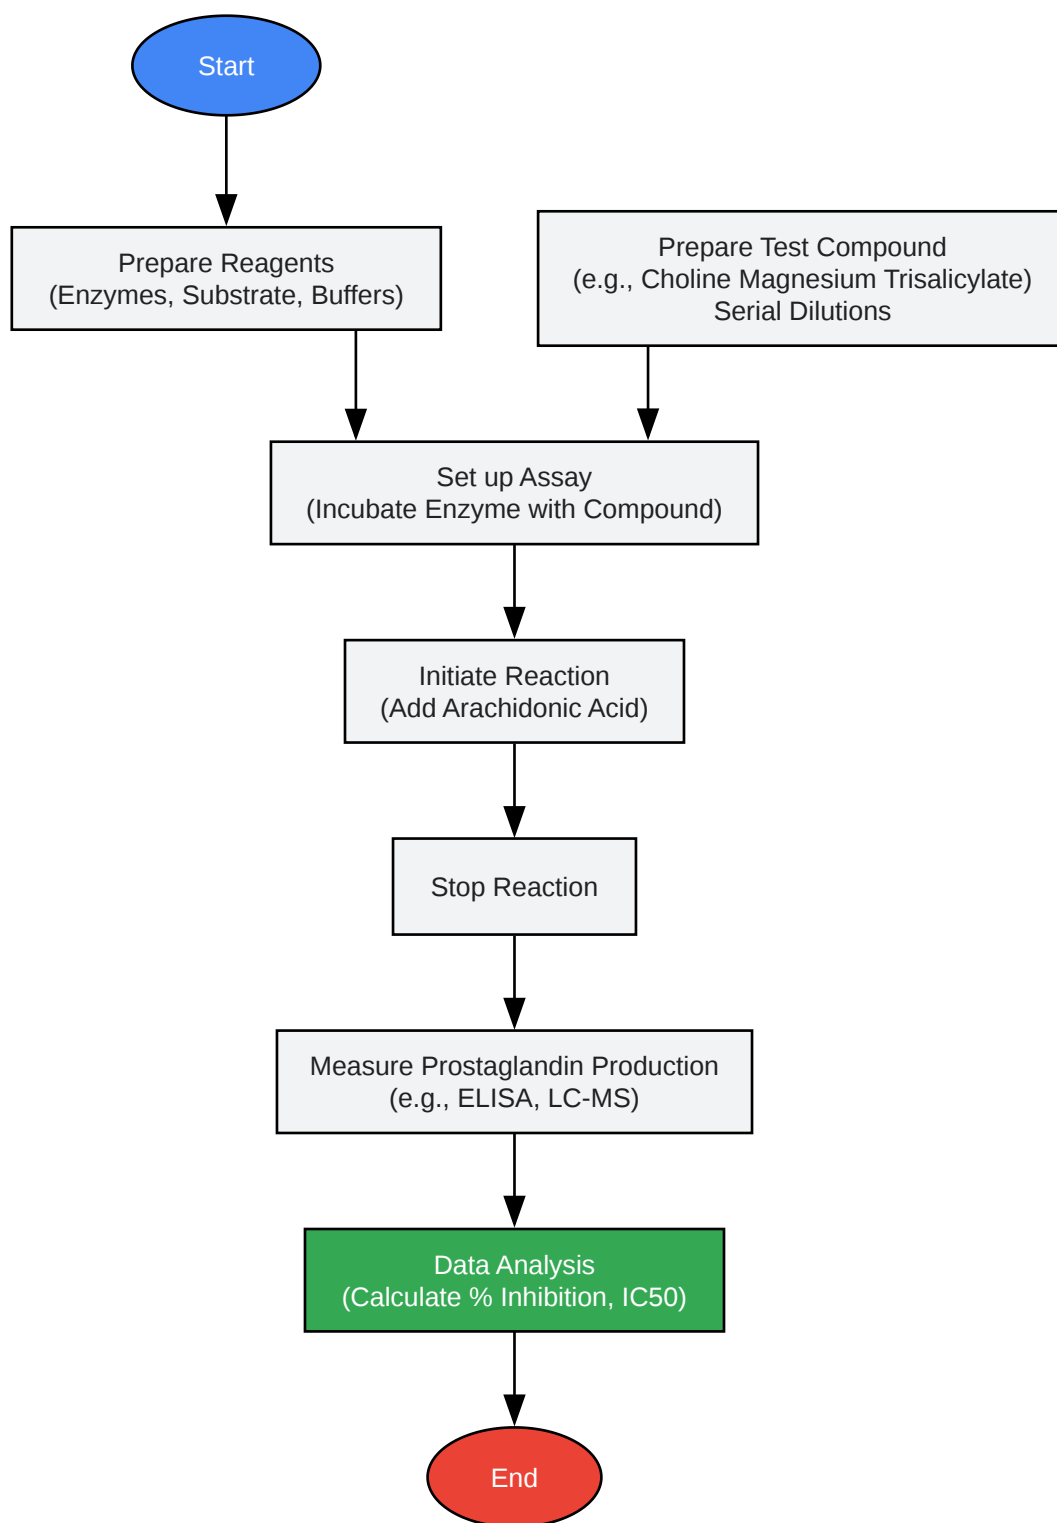 Start
Prepare Reagents
(Enzymes, Substrate, Buffers)
Prepare Test Compound
(e.g., Choline Magnesium Trisalicylate)
Serial Dilutions
Set up Assay
(Incubate Enzyme with Compound)
Initiate Reaction
(Add Arachidonic Acid)
Stop Reaction
Measure Prostaglandin Production
(e.g., ELISA, LC-MS)
Data Analysis
(Calculate % Inhibition, IC50)
End